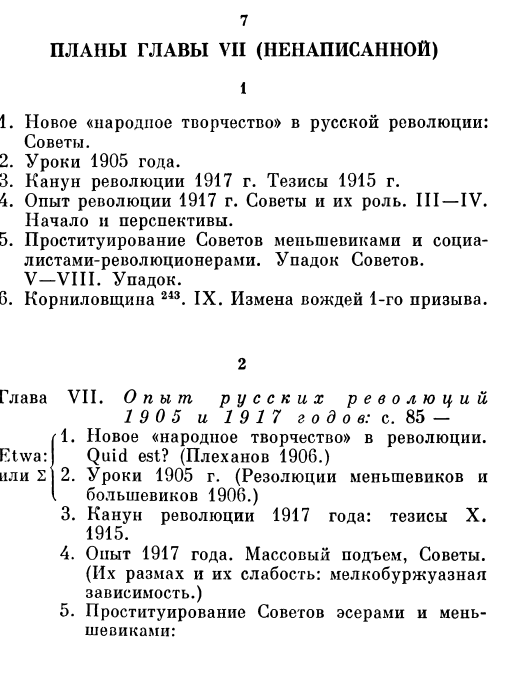 7
ПЛАНЫ ГЛАВЫ VII (НЕНАПИСАННОЙ)
1
1. Новое «народное творчество» в русской революции:
Советы.
2. Уроки 1905 года.
3. Канун революции 1917 г. Тезисы 1915 г.
4. Опыт революции 1917 г. Советы и их роль. III—IV.
Начало и перспективы.
5. Проституирование Советов меньшевиками и социа-
листами-революционерами. Упадок Советов.
V—VIII. Упадок.
6. Корниловщина 243. IX. Измена вождей 1-го призыва.
2
Глава VII. Опыт русских революций
1905 и 1917 годов: с. 85 —
1. Новое «народное творчество» в революции.
Etwa: Quid est? (Плеханов 1906.)
или Σ 2. Уроки 1905 г. (Резолюции меньшевиков и
большевиков 1906.)
3. Канун революции 1917 года: тезисы X.
1915.
4. Опыт 1917 года. Массовый подъем, Советы.
(Их размах и их слабость: мелкобуржуазная
зависимость.)
5. Проституирование Советов эсерами и мень-
шевиками: